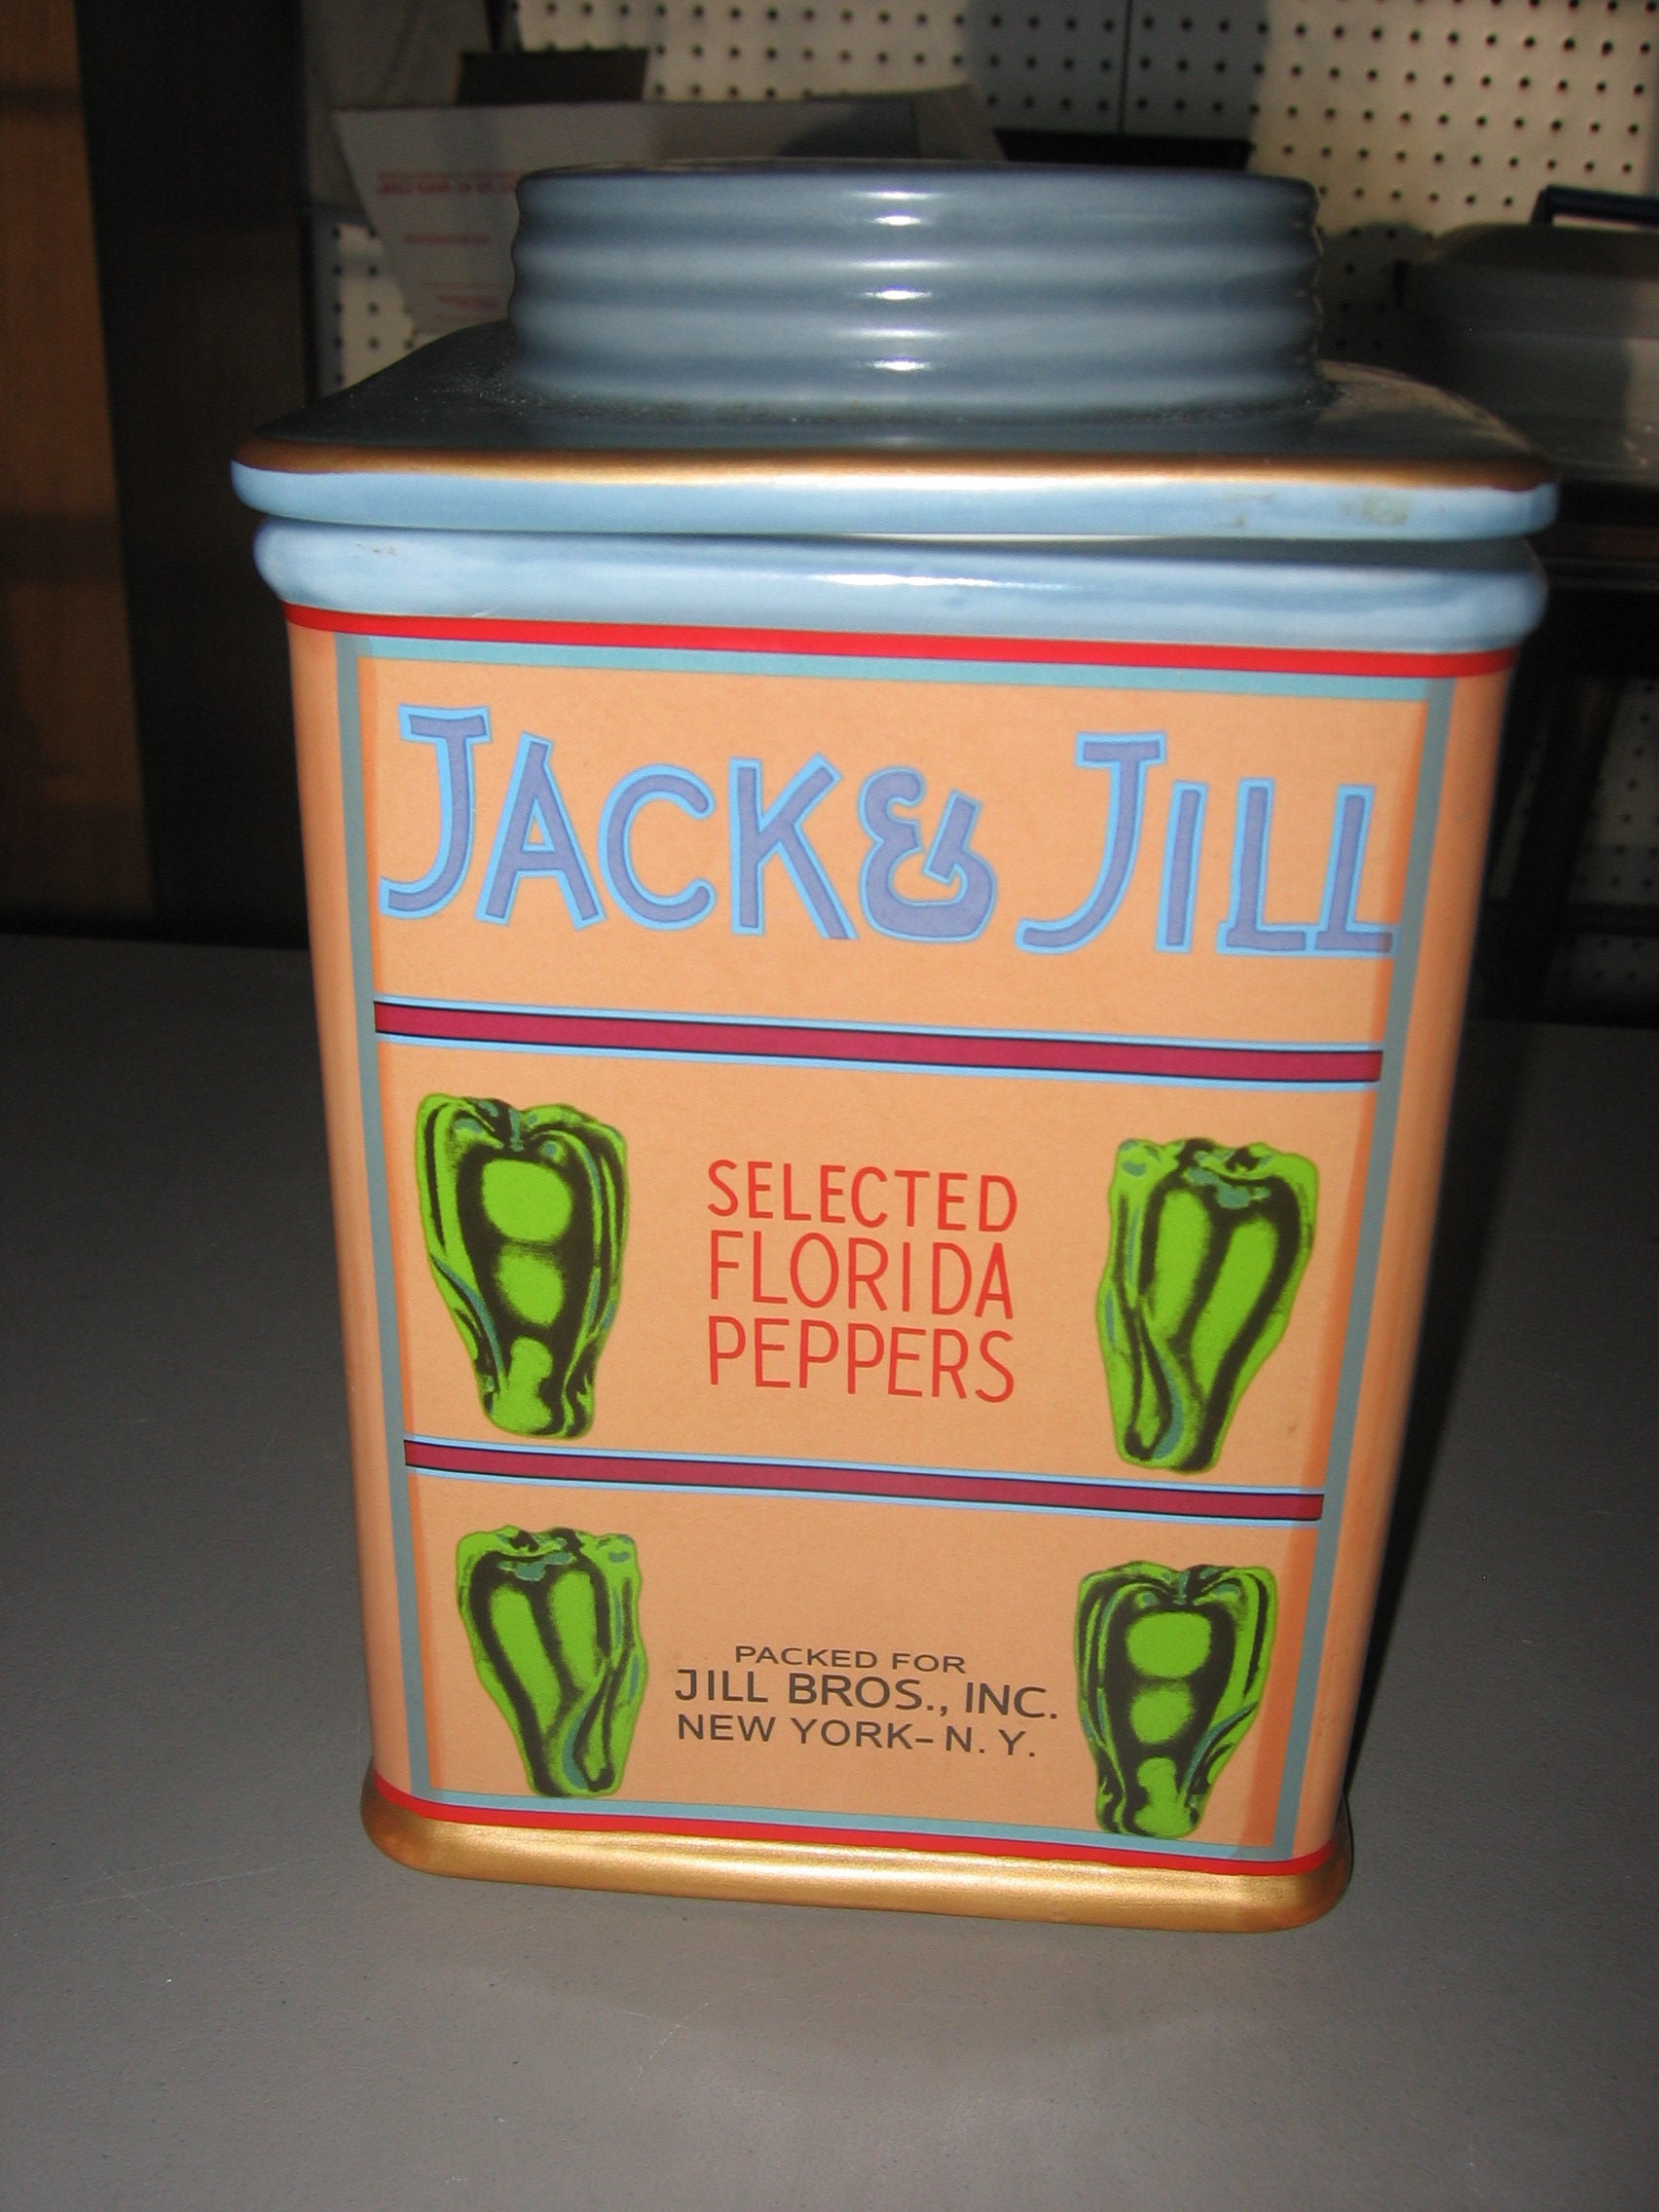 JACK & JILL
SELECTED
FLORIDA
PEPPERS
PACKED FOR
JILL BROS., INC.
NEW YORK-N.Y.